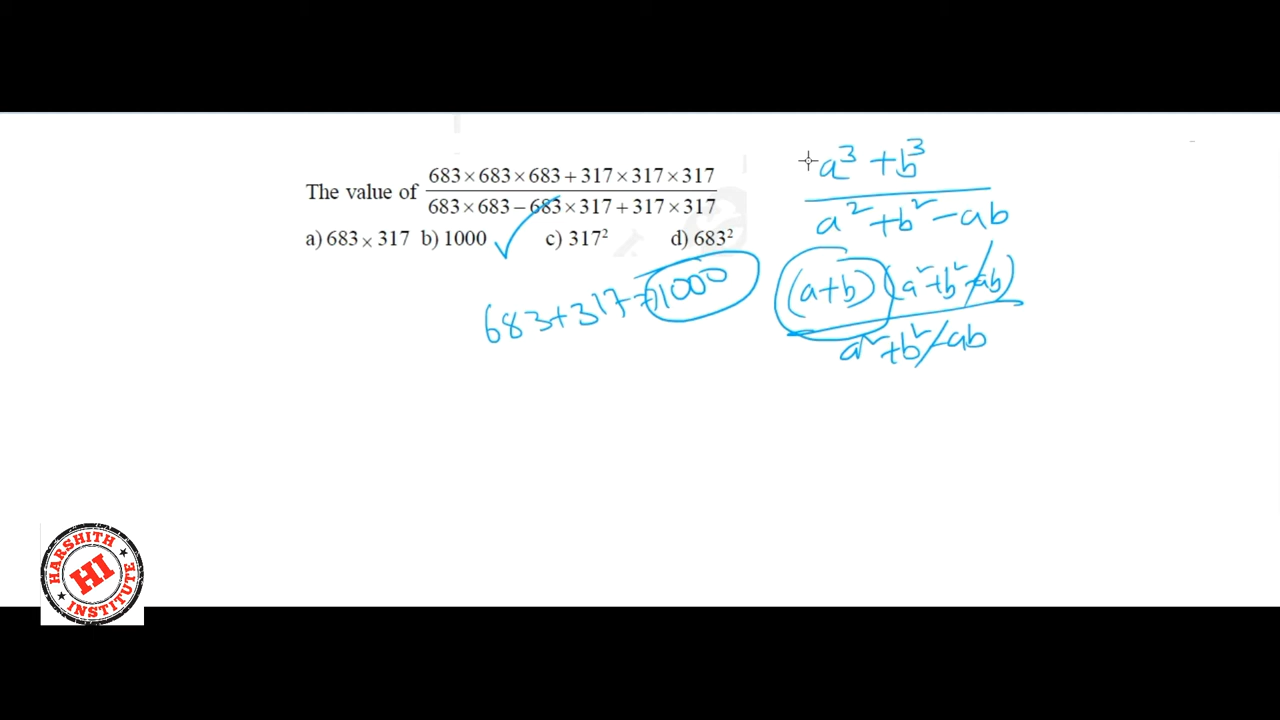 The value of 683×683×683+317×317×317 / 683×683−683×317+317×317
a) 683×317 b) 1000 c) 317² d) 683²
683+317=1000
a³+b³
a²+b²-ab
(a+b)(a²+b²-ab)
a²+b²-ab
HARSHITH
HI
INSTITUTE